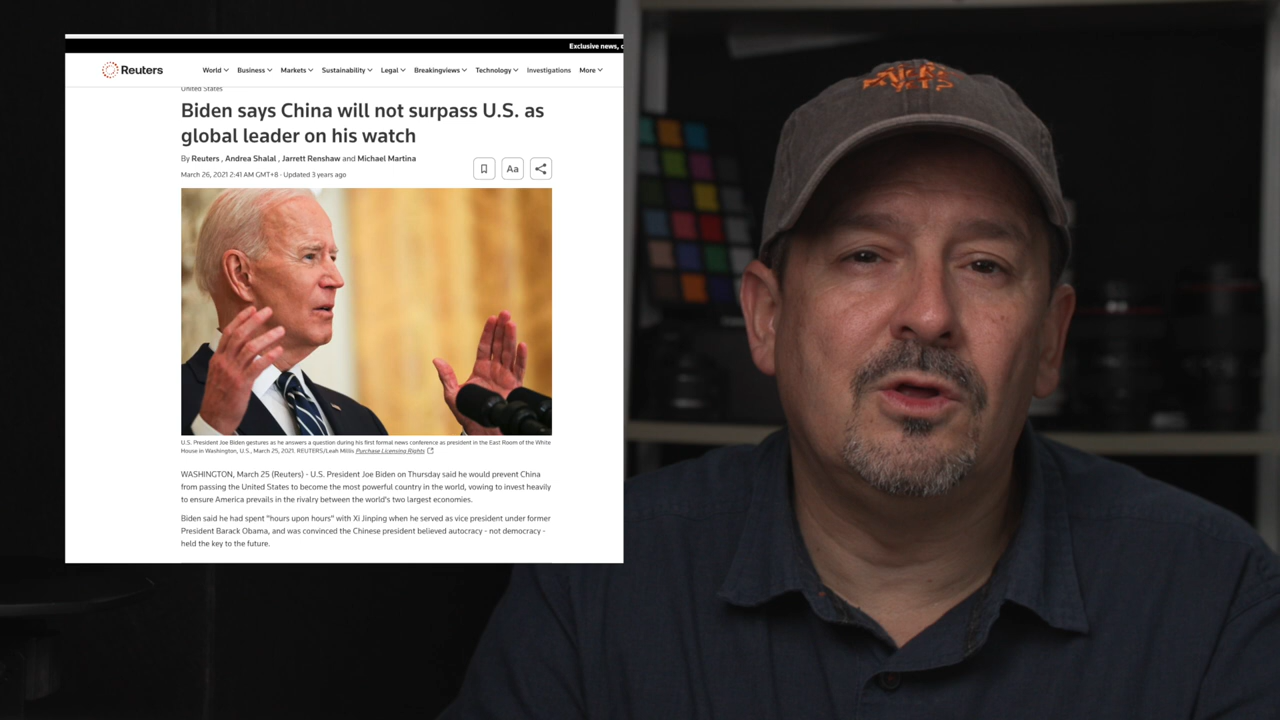 Exclusive news,
Reuters
World Business Markets Sustainability Legal Breakingviews Technology Investigations More
United States
Biden says China will not surpass U.S. as
global leader on his watch
By Reuters , Andrea Shalal , Jarrett Renshaw and Michael Martina
March 26, 2021 2:41 AM GMT+8 · Updated 3 years ago
Aa
U.S. President Joe Biden gestures as he answers a question during his first formal news conference as president in the East Room of the White
House in Washington, U.S., March 25, 2021. REUTERS/Leah Millis Purchase Licensing Rights
WASHINGTON, March 25 (Reuters) - U.S. President Joe Biden on Thursday said he would prevent China
from passing the United States to become the most powerful country in the world, vowing to invest heavily
to ensure America prevails in the rivalry between the world's two largest economies.
Biden said he had spent "hours upon hours" with Xi Jinping when he served as vice president under former
President Barack Obama, and was convinced the Chinese president believed autocracy - not democracy -
held the key to the future.